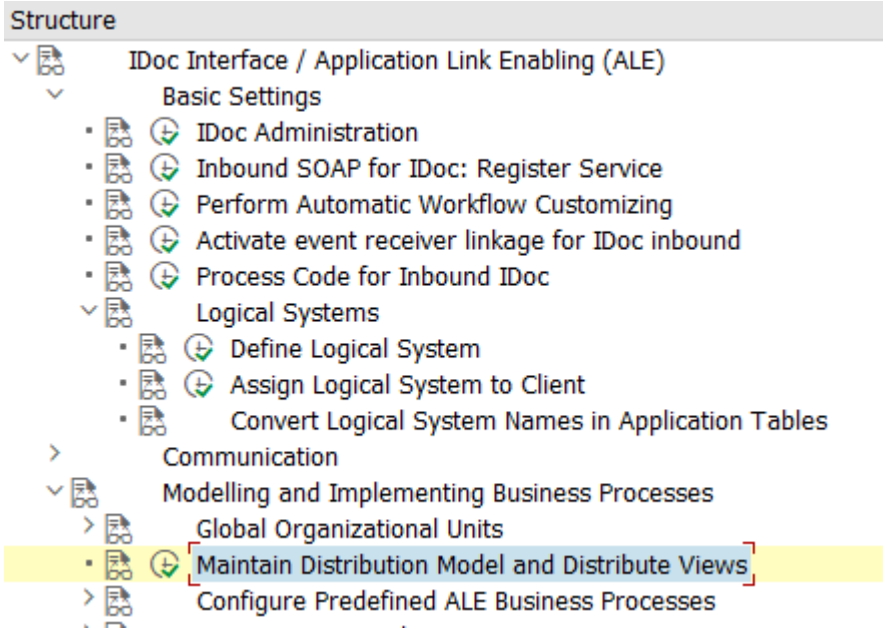 Structure
IDoc Interface / Application Link Enabling (ALE)
Basic Settings
IDoc Administration
Inbound SOAP for IDoc: Register Service
Perform Automatic Workflow Customizing
Activate event receiver linkage for IDoc inbound
Process Code for Inbound IDoc
Logical Systems
Define Logical System
Assign Logical System to Client
Convert Logical System Names in Application Tables
Communication
Modelling and Implementing Business Processes
Global Organizational Units
Maintain Distribution Model and Distribute Views
Configure Predefined ALE Business Processes